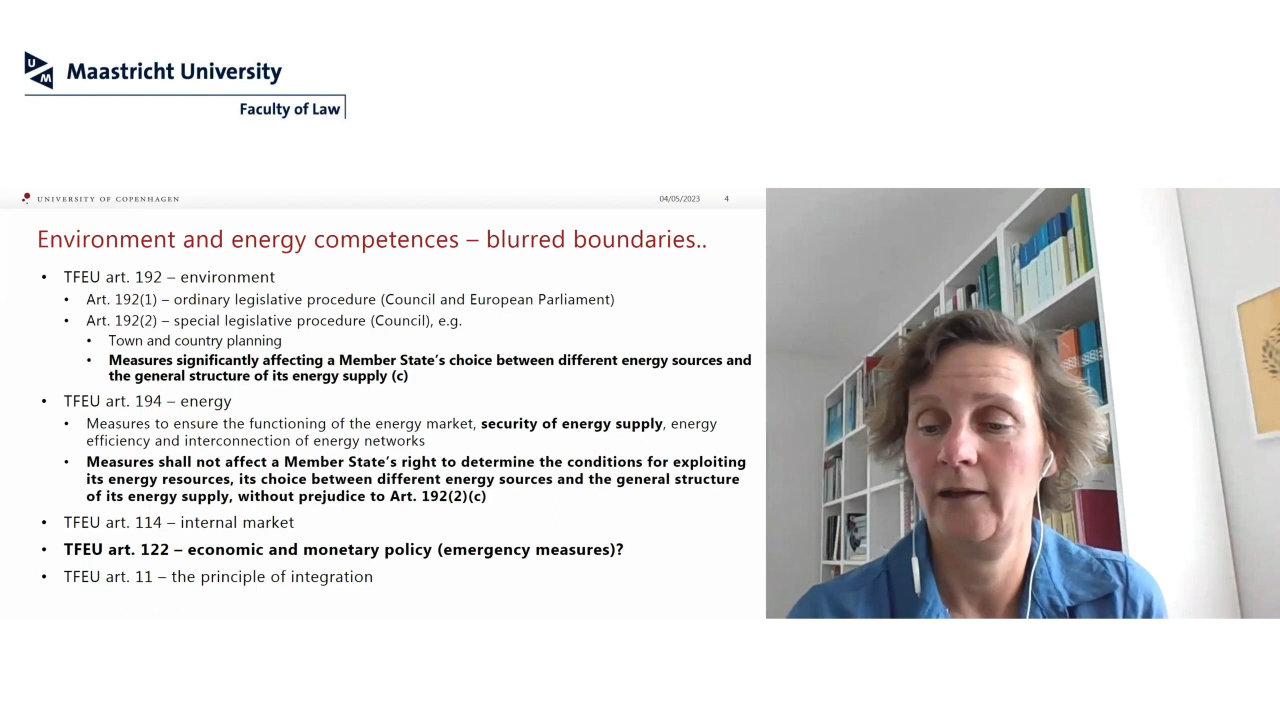 U
M
Maastricht University
Faculty of Law
UNIVERSITY OF COPENHAGEN
04/05/2023
4
Environment and energy competences – blurred boundaries..
• TFEU art. 192 – environment
• Art. 192(1) – ordinary legislative procedure (Council and European Parliament)
• Art. 192(2) – special legislative procedure (Council), e.g.
• Town and country planning
• Measures significantly affecting a Member State's choice between different energy sources and
the general structure of its energy supply (c)
• TFEU art. 194 – energy
• Measures to ensure the functioning of the energy market, security of energy supply, energy
efficiency and interconnection of energy networks
• Measures shall not affect a Member State's right to determine the conditions for exploiting
its energy resources, its choice between different energy sources and the general structure
of its energy supply, without prejudice to Art. 192(2)(c)
• TFEU art. 114 – internal market
• TFEU art. 122 – economic and monetary policy (emergency measures)?
• TFEU art. 11 – the principle of integration